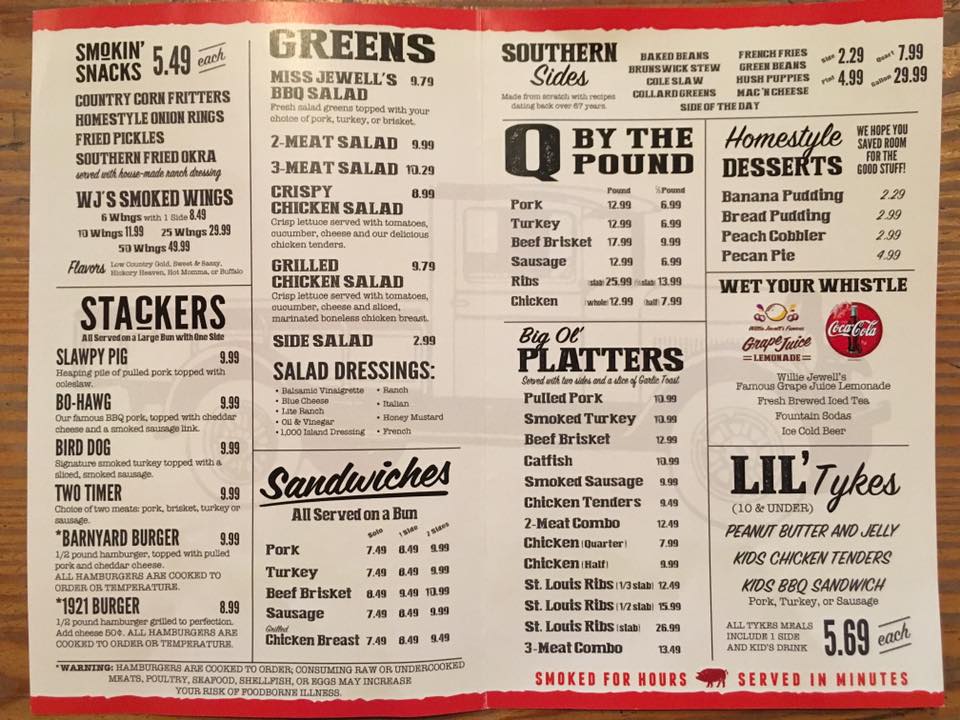 SMOKIN'
SNACKS 5.49 each
COUNTRY CORN FRITTERS
HOMESTYLE ONION RINGS
FRIED PICKLES
SOUTHERN FRIED OKRA
served with house-made ranch dressing
WJ'S SMOKED WINGS
6 Wings with 1 Side 8.49
10 Wings 11.99 25 Wings 29.99
50 Wings 49.99
Flavors Low Country Gold, Sweet & Sassy,
Hickory Heaven, Hot Momma, or Buffalo
STACKERS
All Served on a Large Bun with One Side
SLAWPY PIG 9.99
Heaping pile of pulled pork topped with
coleslaw.
BO-HAWG 9.99
Our famous BBQ pork, topped with cheddar
cheese and a smoked sausage link.
BIRD DOG 9.99
Signature smoked turkey topped with a
sliced, smoked sausage.
TWO TIMER 9.99
Choice of two meats: pork, brisket, turkey or
sausage.
*BARNYARD BURGER 9.99
1/2 pound hamburger, topped with pulled
pork and cheddar cheese.
ALL HAMBURGERS ARE COOKED TO
ORDER OR TEMPERATURE.
*1921 BURGER 8.99
1/2 pound hamburger grilled to perfection.
Add cheese 50¢. ALL HAMBURGERS ARE
COOKED TO ORDER OR TEMPERATURE.
*WARNING: HAMBURGERS ARE COOKED TO ORDER; CONSUMING RAW OR UNDERCOOKED
MEATS, POULTRY, SEAFOOD, SHELLFISH, OR EGGS MAY INCREASE
YOUR RISK OF FOODBORNE ILLNESS.
GREENS
MISS JEWELL'S 9.79
BBQ SALAD
Fresh salad greens topped with your
choice of pork, turkey, or brisket.
2-MEAT SALAD 9.99
3-MEAT SALAD 10.29
CRISPY 8.99
CHICKEN SALAD
Crisp lettuce served with tomatoes,
cucumber, cheese and our delicious
chicken tenders.
GRILLED 9.79
CHICKEN SALAD
Crisp lettuce served with tomatoes,
cucumber, cheese and sliced,
marinated boneless chicken breast.
SIDE SALAD 2.99
SALAD DRESSINGS:
• Balsamic Vinaigrette
• Blue Cheese
• Lite Ranch
• Oil & Vinegar
• 1,000 Island Dressing
• Ranch
• Italian
• Honey Mustard
• French
Sandwiches
All Served on a Bun
Solo 1 Side 2 Sides
Pork 7.49 8.49 9.99
Turkey 7.49 8.49 9.99
Beef Brisket 8.49 9.49 10.99
Sausage 7.49 8.49 9.99
Grilled
Chicken Breast 7.49 8.49 9.49
SOUTHERN
Sides
Made from scratch with recipes
dating back over 67 years.
BAKED BEANS
BRUNSWICK STEW
COLE SLAW
COLLARD GREENS
FRENCH FRIES
GREEN BEANS
HUSH PUPPIES
MAC 'N CHEESE
SIDE OF THE DAY
Side 2.29 Quart 7.99
Pint 4.99 Gallon 29.99
Q BY THE
POUND
Pound ½ Pound
Pork 12.99 6.99
Turkey 12.99 6.99
Beef Brisket 17.99 9.99
Sausage 12.99 6.99
Ribs (slab) 25.99 (½ slab) 13.99
Chicken (whole) 12.99 (half) 7.99
Big Ol'
PLATTERS
Served with two sides and a slice of Garlic Toast
Pulled Pork 10.99
Smoked Turkey 10.99
Beef Brisket 12.99
Catfish 10.99
Smoked Sausage 9.99
Chicken Tenders 9.49
2-Meat Combo 12.49
Chicken (Quarter) 7.99
Chicken (Half) 9.99
St. Louis Ribs (1/3 slab) 12.49
St. Louis Ribs (1/2 slab) 15.99
St. Louis Ribs (slab) 26.99
3-Meat Combo 13.49
Homestyle
DESSERTS
WE HOPE YOU
SAVED ROOM
FOR THE
GOOD STUFF!
Banana Pudding 2.29
Bread Pudding 2.99
Peach Cobbler 2.99
Pecan Pie 4.99
WET YOUR WHISTLE
Willie Jewell's Famous
Grape Juice
LEMONADE
Coca-Cola
Willie Jewell's
Famous Grape Juice Lemonade
Fresh Brewed Iced Tea
Fountain Sodas
Ice Cold Beer
LIL' Tykes
(10 & UNDER)
PEANUT BUTTER AND JELLY
KIDS CHICKEN TENDERS
KIDS BBQ SANDWICH
Pork, Turkey, or Sausage
ALL TYKES MEALS
INCLUDE 1 SIDE
AND KID'S DRINK
5.69 each
SMOKED FOR HOURS SERVED IN MINUTES